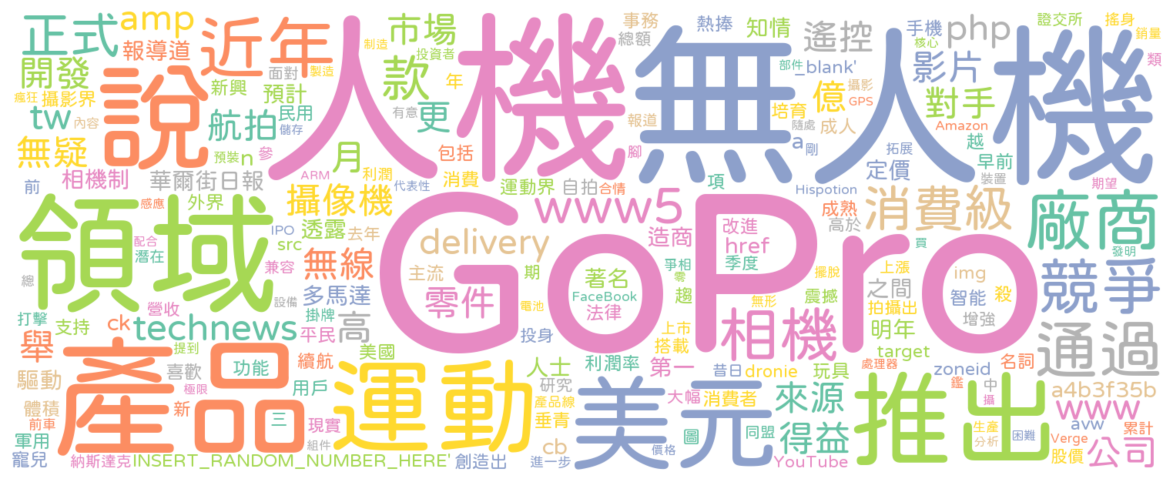 正式 近年 amp 人機 無人機 市場 事務 熱捧 知情 遙控 手機 php 證交所 搖身
報導道 總額 核心 銷量
開發 說 面對 制造 投資者 款 年 部件 _blank' 影片 類
瘋狂 攝影界 新興 預計 製造 億 攝影 GPS 對手
tw 內容 航拍 民用 儲存 有意 更 報道 培育 成人 a 隨處 剛 拓展 Amazon 越
無疑 預裝 n 參 月 包括 腳 定價 早前 裝置
前 相機制 華爾街日報 ARM 利潤 消費 代表性 運動界 自拍 合情 項 Hispotion 期望
領域 感應 外界 攝像機 www5 改進 成熟 消費級 廠商
配合 潛在 IPO src 透露 去年 GoPro delivery 造商 href 高於 買 發明
總 兼容 無線 主流 期 著名 趨 季度 爭相 零 擺脫 上漲 之間 img 智能 殺 競爭
設備 多馬達 零件 電池 FaceBook 法律 無形 震撼 拍攝出 增強
打擊 支持 營收 掛牌 technews ck 平民 高 投身 上市 搭載 相機 明年 通過
舉 產品 提到 功能 續航 美國 運動 人士 利潤率 第一 昔日 dronie 玩具 處理器 target 名詞
驅動 喜歡 用戶 研究 美元 推出 zoneid
體積 極限 新 三 產品線 垂青 大幅 消費者 來源 鑑 中 攝 a4b3f35b
前車 現實 圖 同盟 得益 生產 www avw 累計
軍用 組件 cb 價格 分析 困難 Verge 股價 公司
寵兒 納斯達克 INSERT_RANDOM_NUMBER_HERE' 創造出 進一步 YouTube